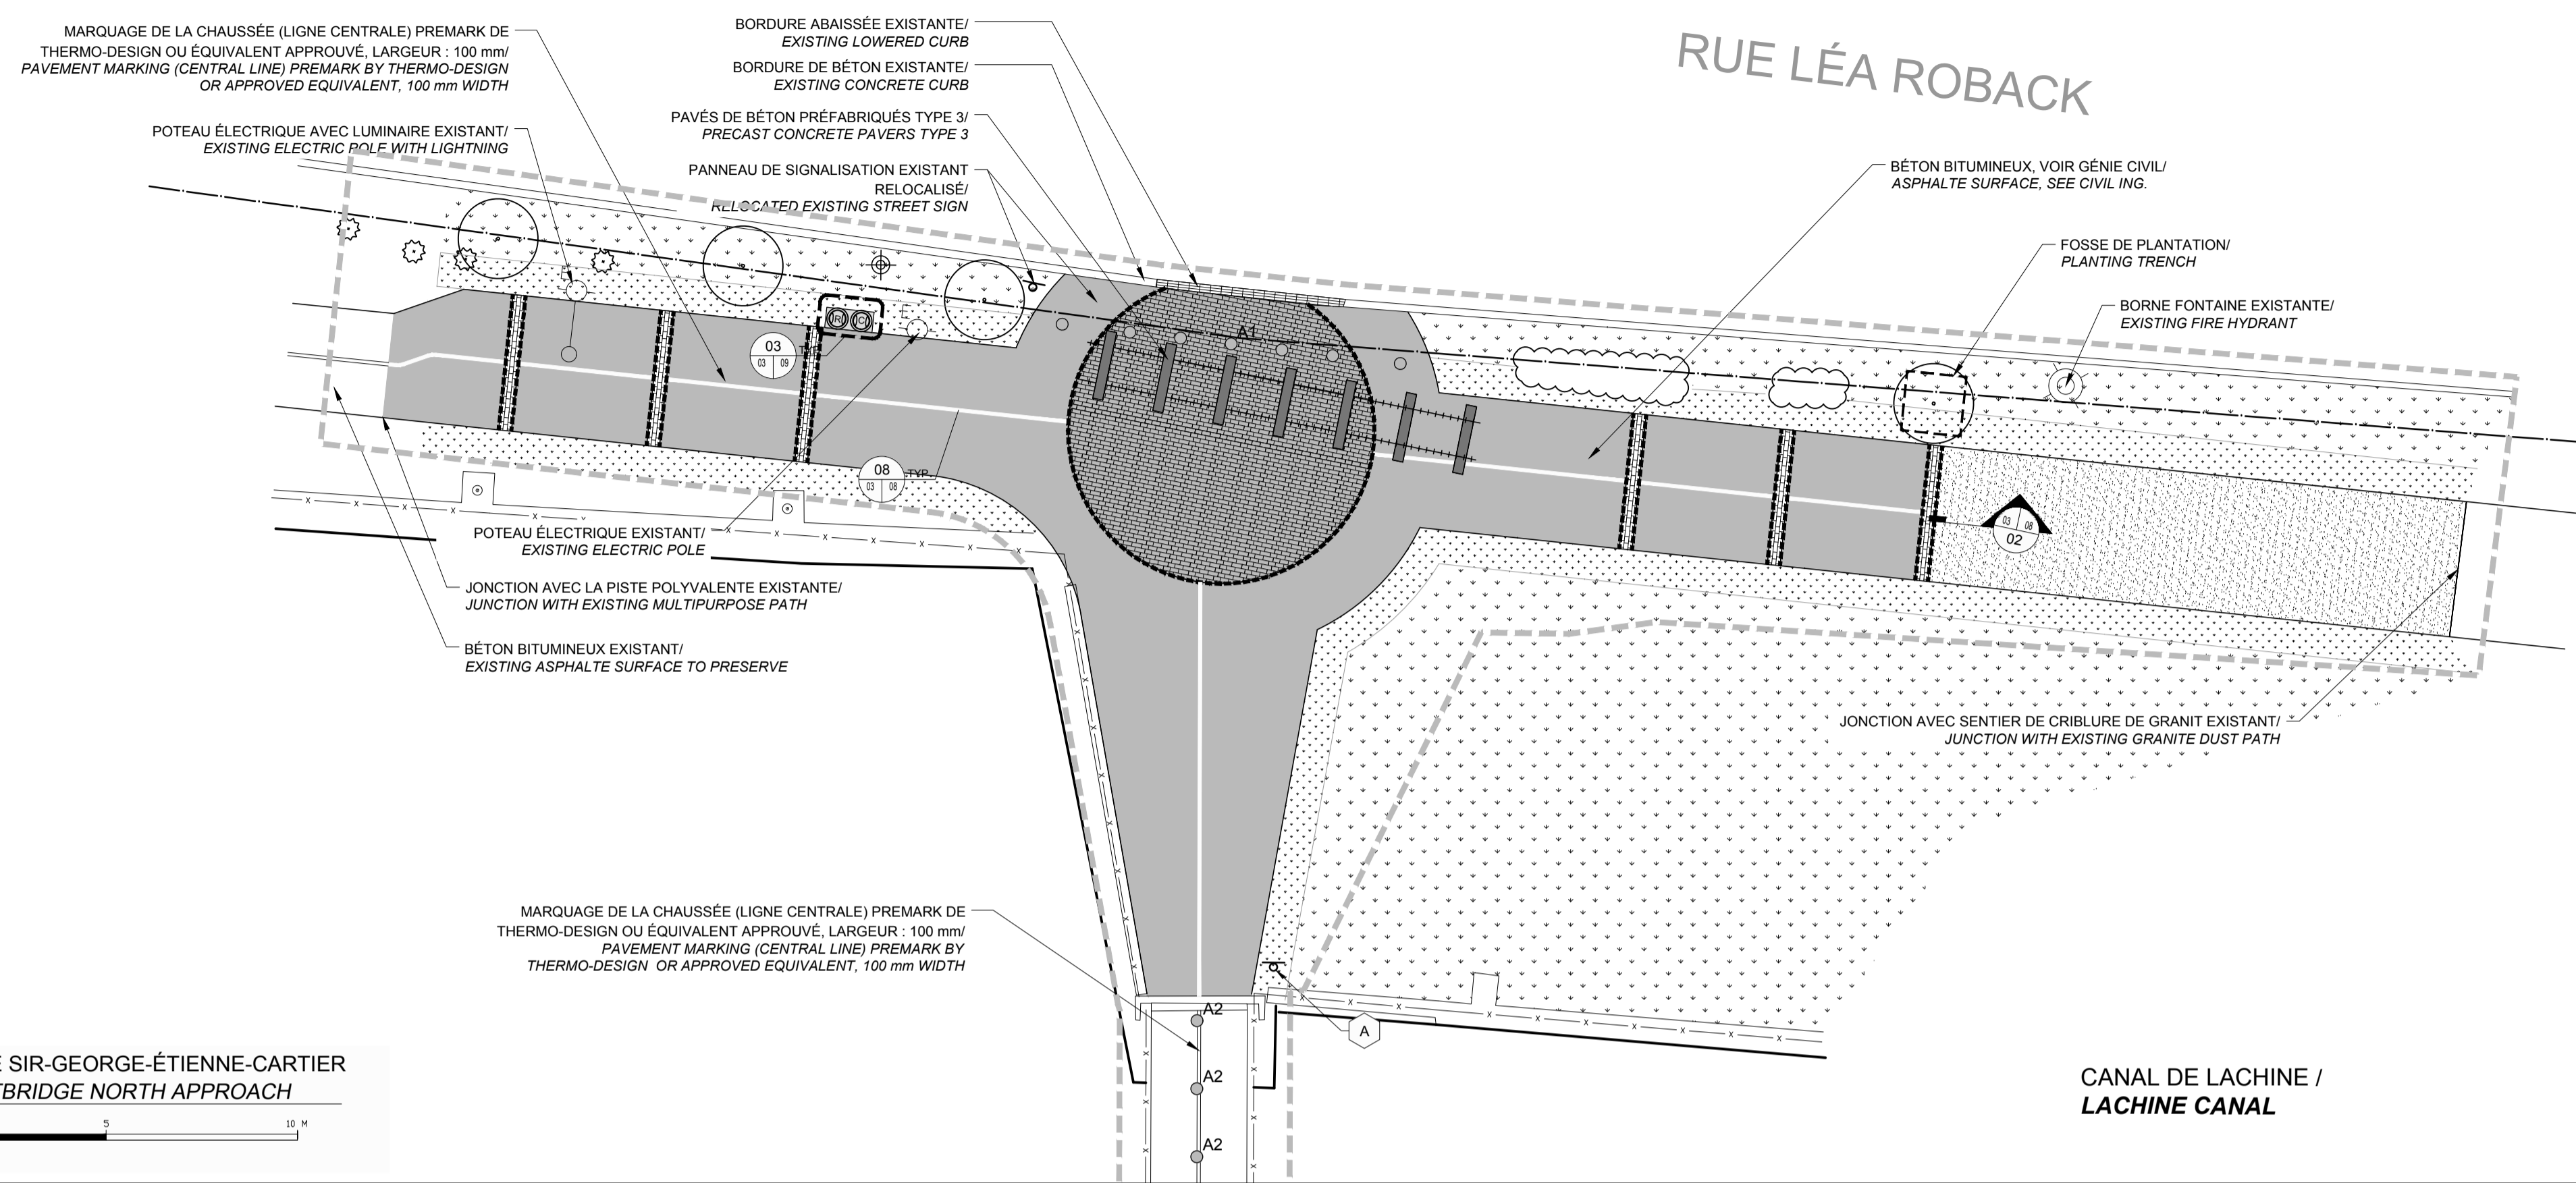 MARQUAGE DE LA CHAUSSÉE (LIGNE CENTRALE) PREMARK DE
THERMO-DESIGN OU ÉQUIVALENT APPROUVÉ, LARGEUR : 100 mm/
PAVEMENT MARKING (CENTRAL LINE) PREMARK BY THERMO-DESIGN
OR APPROVED EQUIVALENT, 100 mm WIDTH
POTEAU ÉLECTRIQUE AVEC LUMINAIRE EXISTANT/
EXISTING ELECTRIC POLE WITH LIGHTNING
BORDURE ABAISSÉE EXISTANTE/
EXISTING LOWERED CURB
BORDURE DE BÉTON EXISTANTE/
EXISTING CONCRETE CURB
PAVÉS DE BÉTON PRÉFABRIQUÉS TYPE 3/
PRECAST CONCRETE PAVERS TYPE 3
PANNEAU DE SIGNALISATION EXISTANT
RELOCALISÉ/
RELOCATED EXISTING STREET SIGN
RUE LÉA ROBACK
BÉTON BITUMINEUX, VOIR GÉNIE CIVIL/
ASPHALTE SURFACE, SEE CIVIL ING.
FOSSE DE PLANTATION/
PLANTING TRENCH
BORNE FONTAINE EXISTANTE/
EXISTING FIRE HYDRANT
R C
A1
03
03 09
08
03 08
TYP
03 08
02
POTEAU ÉLECTRIQUE EXISTANT/
EXISTING ELECTRIC POLE
JONCTION AVEC LA PISTE POLYVALENTE EXISTANTE/
JUNCTION WITH EXISTING MULTIPURPOSE PATH
BÉTON BITUMINEUX EXISTANT/
EXISTING ASPHALTE SURFACE TO PRESERVE
JONCTION AVEC SENTIER DE CRIBLURE DE GRANIT EXISTANT/
JUNCTION WITH EXISTING GRANITE DUST PATH
MARQUAGE DE LA CHAUSSÉE (LIGNE CENTRALE) PREMARK DE
THERMO-DESIGN OU ÉQUIVALENT APPROUVÉ, LARGEUR : 100 mm/
PAVEMENT MARKING (CENTRAL LINE) PREMARK BY
THERMO-DESIGN OR APPROVED EQUIVALENT, 100 mm WIDTH
A2
A
A2
A2
SIR-GEORGE-ÉTIENNE-CARTIER
BRIDGE NORTH APPROACH
5 10 M
CANAL DE LACHINE /
LACHINE CANAL